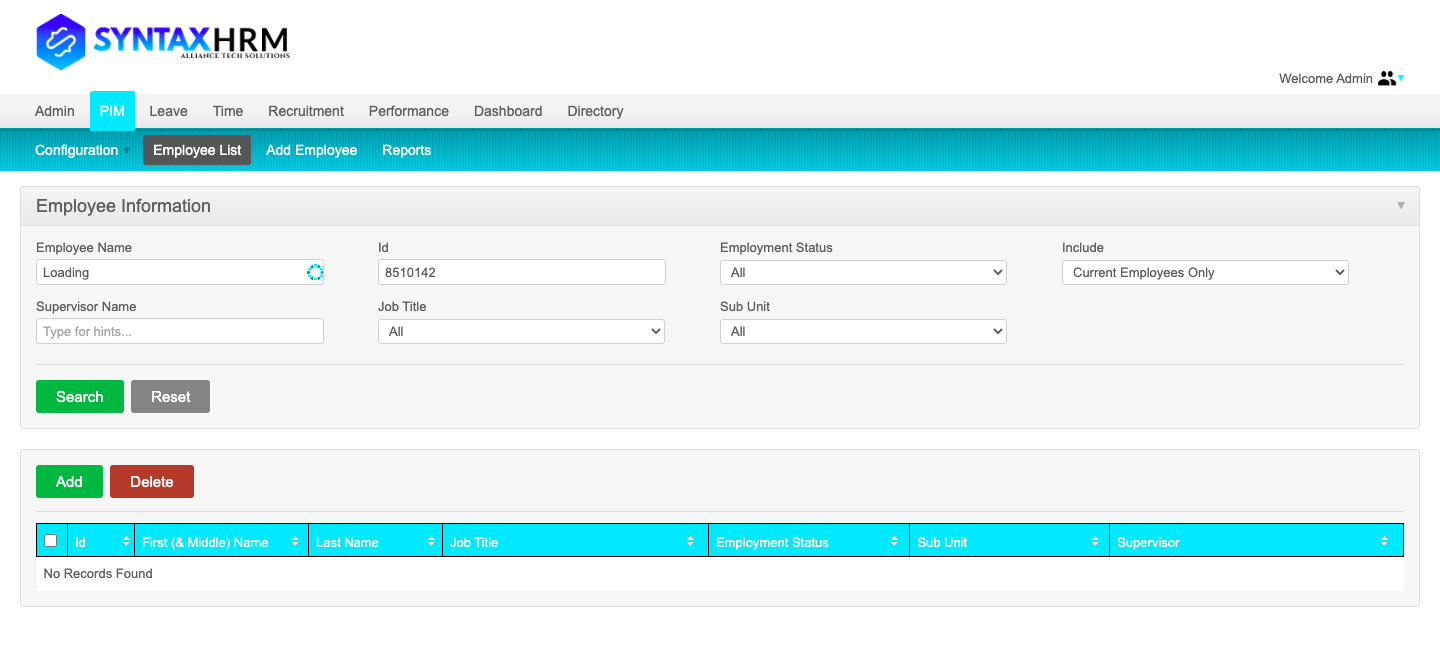 SYNTAXHRM
ALLIANCE TECH SOLUTIONS
Welcome Admin
Admin PIM Leave Time Recruitment Performance Dashboard Directory
Configuration Employee List Add Employee Reports
Employee Information
Employee Name Id Employment Status Include
Loading 8510142 All Current Employees Only
Supervisor Name Job Title Sub Unit
Type for hints... All All
Search Reset
Add Delete
Id First (& Middle) Name Last Name Job Title Employment Status Sub Unit Supervisor
No Records Found